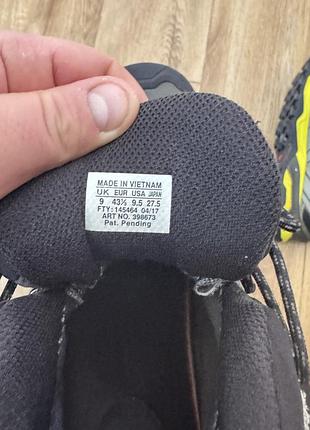 MADE IN VIETNAM
UK EUR USA JAPAN
9 43½ 9.5 27.5
FTY:145464 04/17
ART NO. 398673
Pat. Pending